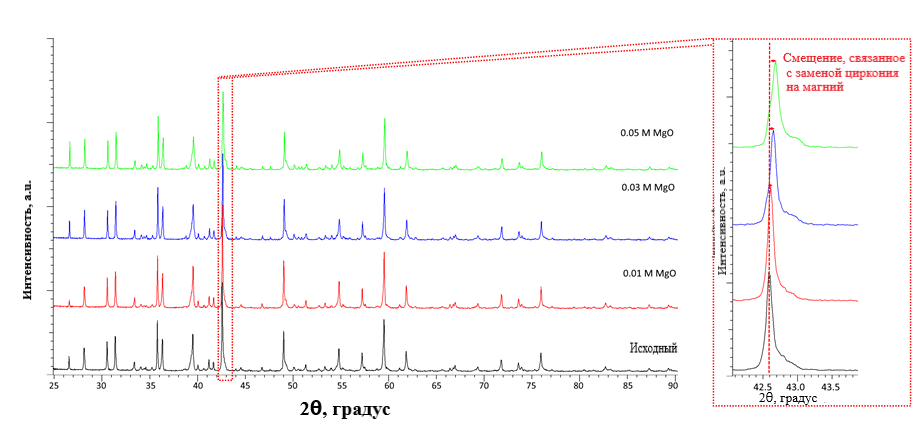 Интенсивность, a.u.
0.05 M MgO
0.03 M MgO
0.01 M MgO
Исходный
25 30 35 40 45 50 55 60 65 70 75 80 85 90
2θ, градус
Смещение, связанное
с заменой циркония
на магний
Интенсивность, a.u.
42.5 43.0 43.5
2θ, градус